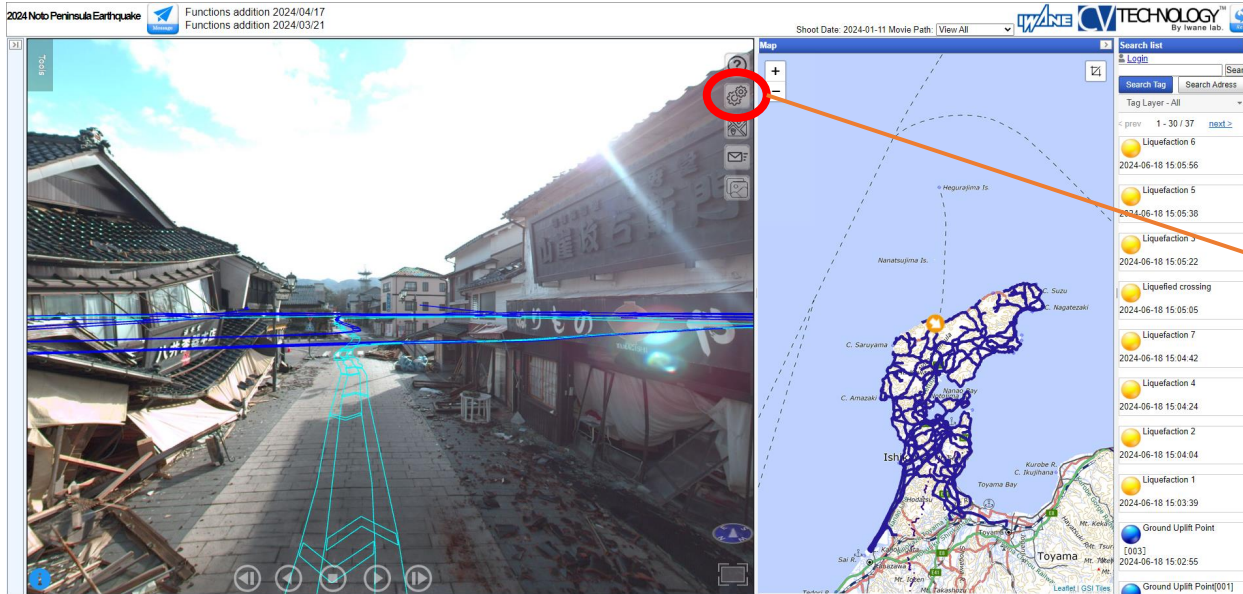 2024 Noto Peninsula Earthquake
Message
Functions addition 2024/04/17
Functions addition 2024/03/21
Shoot Date: 2024-01-11 Movie Path: View All
IWANE
CV TECHNOLOGY™
By Iwane lab.
Tools
?
Map
+
−
Hegurajima Is.
Nanatsujima Is.
C. Suzu
C. Nagatezaki
C. Saruyama
C. Amazaki
Nanao Bay
Kurobe R.
C. Ikujihana
Toyama Bay
Hodatsu
Sai R.
Toyama
Mt. Takashozu
Leaflet | GSI Tiles
Search list
Login
Search Tag
Search Adress
Tag Layer - All
< prev 1 - 30 / 37 next >
Liquefaction 6
2024-06-18 15:05:56
Liquefaction 5
2024-06-18 15:05:38
Liquefaction 3
2024-06-18 15:05:22
Liquefied crossing
2024-06-18 15:05:05
Liquefaction 7
2024-06-18 15:04:42
Liquefaction 4
2024-06-18 15:04:24
Liquefaction 2
2024-06-18 15:04:04
Liquefaction 1
2024-06-18 15:03:39
Ground Uplift Point
[003]
2024-06-18 15:02:55
Ground Uplift Point[001]